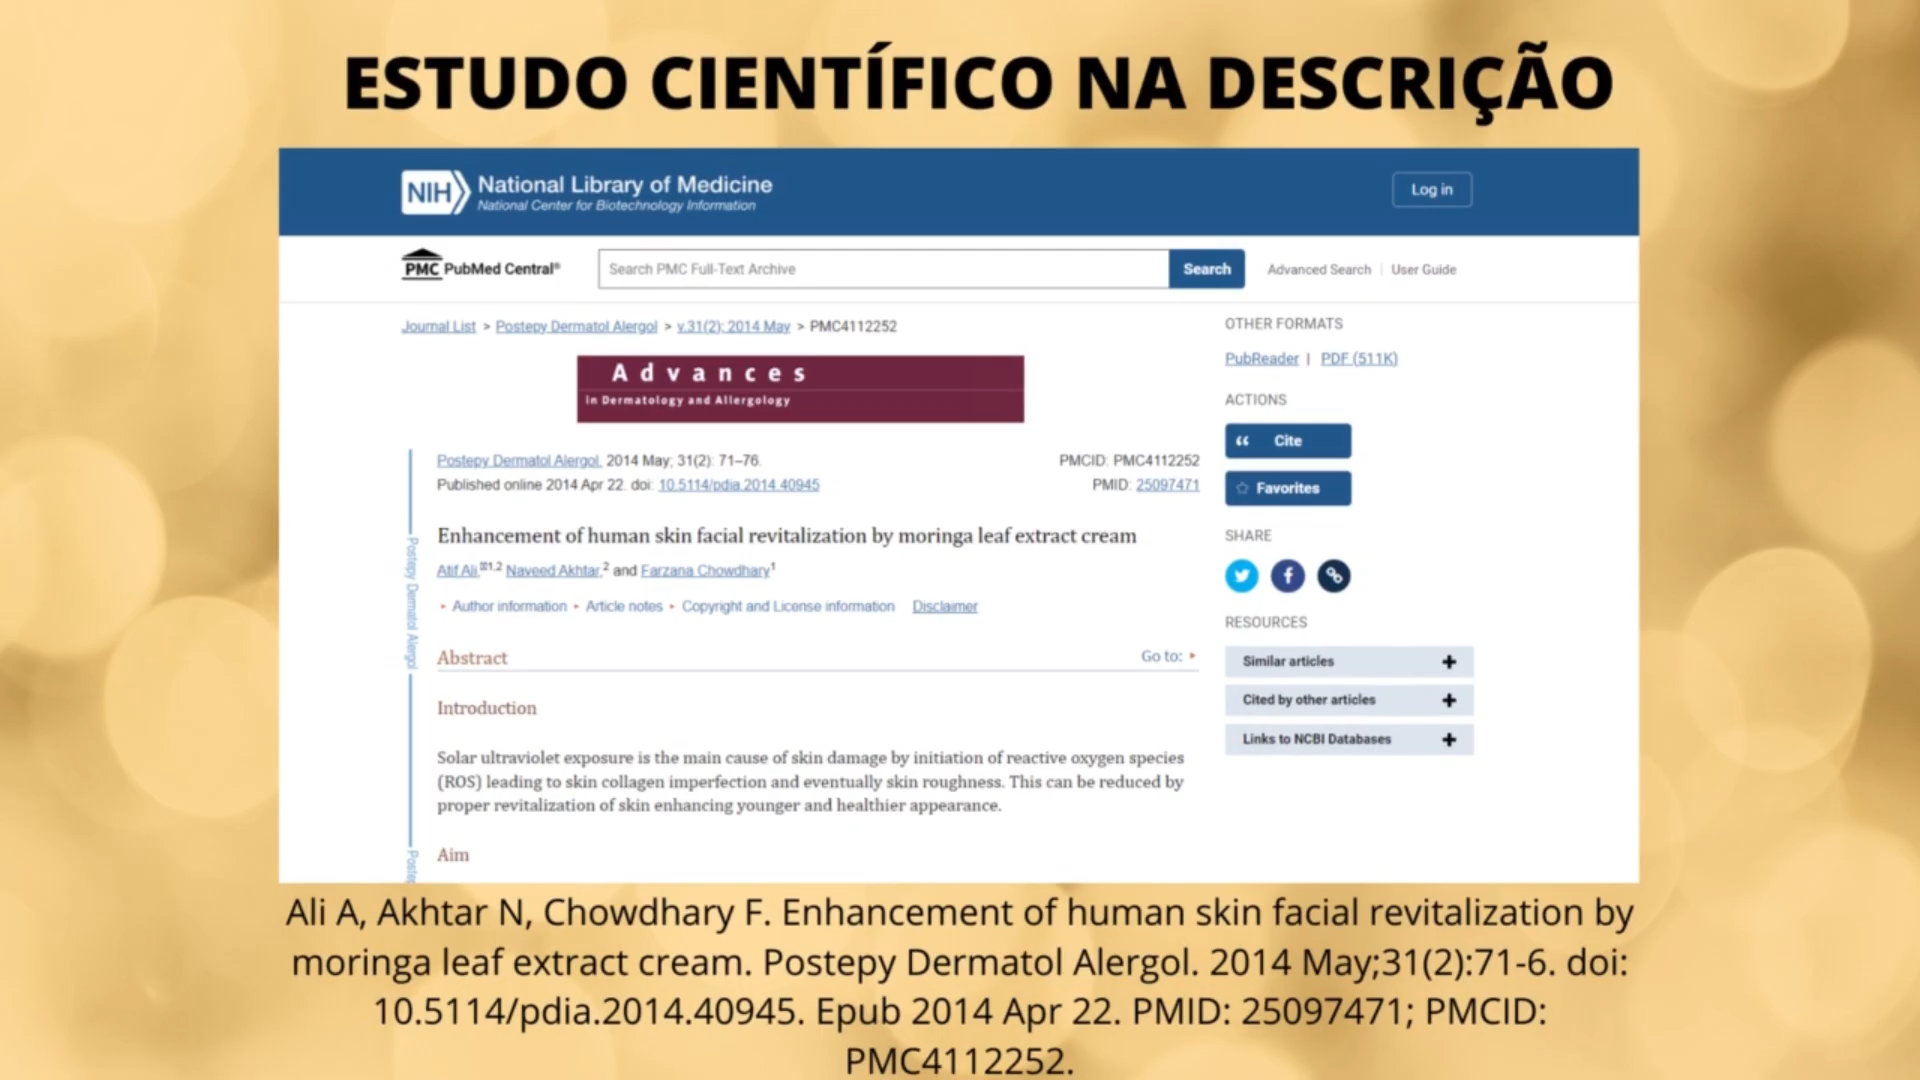 ESTUDO CIENTÍFICO NA DESCRIÇÃO
NIH National Library of Medicine
National Center for Biotechnology Information
Log in
PMC PubMed Central®
Search PMC Full-Text Archive
Search
Advanced Search | User Guide
Journal List > Postepy Dermatol Alergol > v.31(2); 2014 May > PMC4112252
Advances
in Dermatology and Allergology
Postepy Dermatol Alergol. 2014 May; 31(2): 71–76.
PMCID: PMC4112252
Published online 2014 Apr 22. doi: 10.5114/pdia.2014.40945
PMID: 25097471
Enhancement of human skin facial revitalization by moringa leaf extract cream
Atif Ali,✉1,2 Naveed Akhtar,2 and Farzana Chowdhary1
▸ Author information ▸ Article notes ▸ Copyright and License information Disclaimer
Abstract
Go to: ▸
Introduction
Solar ultraviolet exposure is the main cause of skin damage by initiation of reactive oxygen species
(ROS) leading to skin collagen imperfection and eventually skin roughness. This can be reduced by
proper revitalization of skin enhancing younger and healthier appearance.
Aim
Postepy Dermatol Alergol
Postep
OTHER FORMATS
PubReader | PDF (511K)
ACTIONS
Cite
Favorites
SHARE
RESOURCES
Similar articles +
Cited by other articles +
Links to NCBI Databases +
Ali A, Akhtar N, Chowdhary F. Enhancement of human skin facial revitalization by
moringa leaf extract cream. Postepy Dermatol Alergol. 2014 May;31(2):71-6. doi:
10.5114/pdia.2014.40945. Epub 2014 Apr 22. PMID: 25097471; PMCID:
PMC4112252.